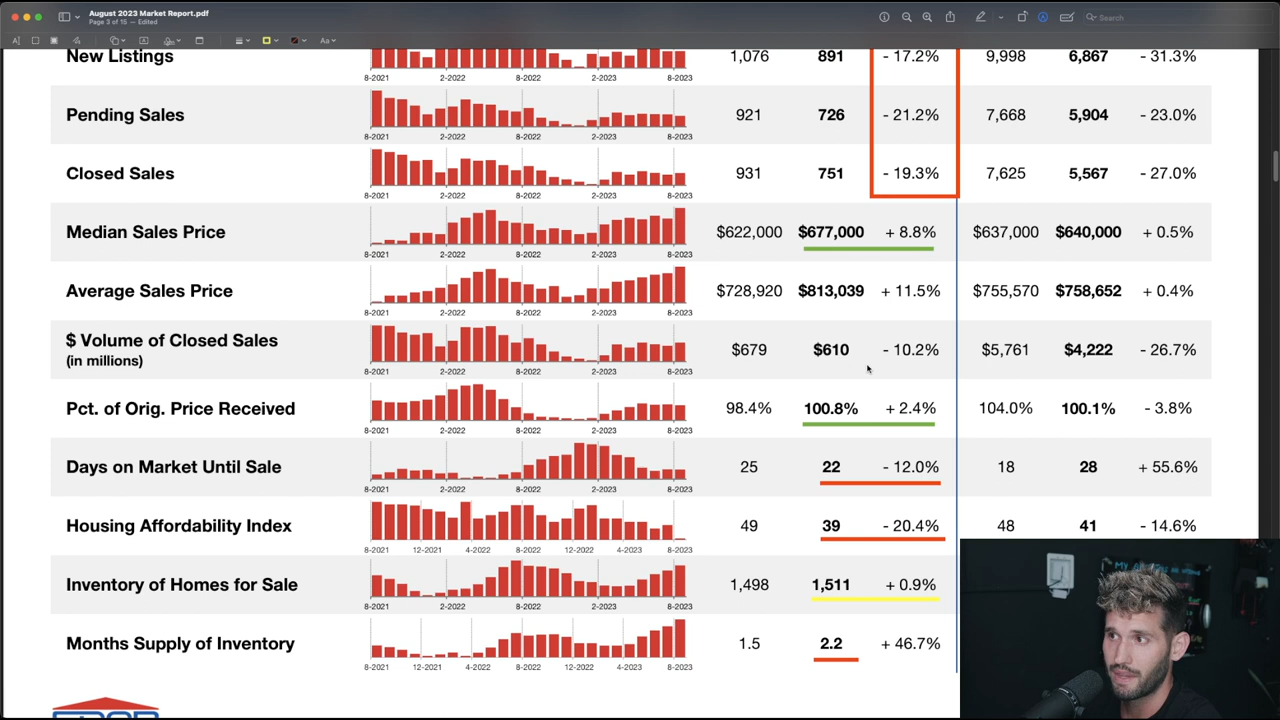 August 2023 Market Report.pdf
Page 3 of 15 — Edited
Search
New Listings 1,076 891 - 17.2% 9,998 6,867 - 31.3%
8-2021 2-2022 8-2022 2-2023 8-2023
Pending Sales 921 726 - 21.2% 7,668 5,904 - 23.0%
8-2021 2-2022 8-2022 2-2023 8-2023
Closed Sales 931 751 - 19.3% 7,625 5,567 - 27.0%
8-2021 2-2022 8-2022 2-2023 8-2023
Median Sales Price $622,000 $677,000 + 8.8% $637,000 $640,000 + 0.5%
8-2021 2-2022 8-2022 2-2023 8-2023
Average Sales Price $728,920 $813,039 + 11.5% $755,570 $758,652 + 0.4%
8-2021 2-2022 8-2022 2-2023 8-2023
$ Volume of Closed Sales $679 $610 - 10.2% $5,761 $4,222 - 26.7%
(in millions)
8-2021 2-2022 8-2022 2-2023 8-2023
Pct. of Orig. Price Received 98.4% 100.8% + 2.4% 104.0% 100.1% - 3.8%
8-2021 2-2022 8-2022 2-2023 8-2023
Days on Market Until Sale 25 22 - 12.0% 18 28 + 55.6%
8-2021 2-2022 8-2022 2-2023 8-2023
Housing Affordability Index 49 39 - 20.4% 48 41 - 14.6%
8-2021 12-2021 4-2022 8-2022 12-2022 4-2023 8-2023
Inventory of Homes for Sale 1,498 1,511 + 0.9%
8-2021 2-2022 8-2022 2-2023 8-2023
Months Supply of Inventory 1.5 2.2 + 46.7%
8-2021 12-2021 4-2022 8-2022 12-2022 4-2023 8-2023